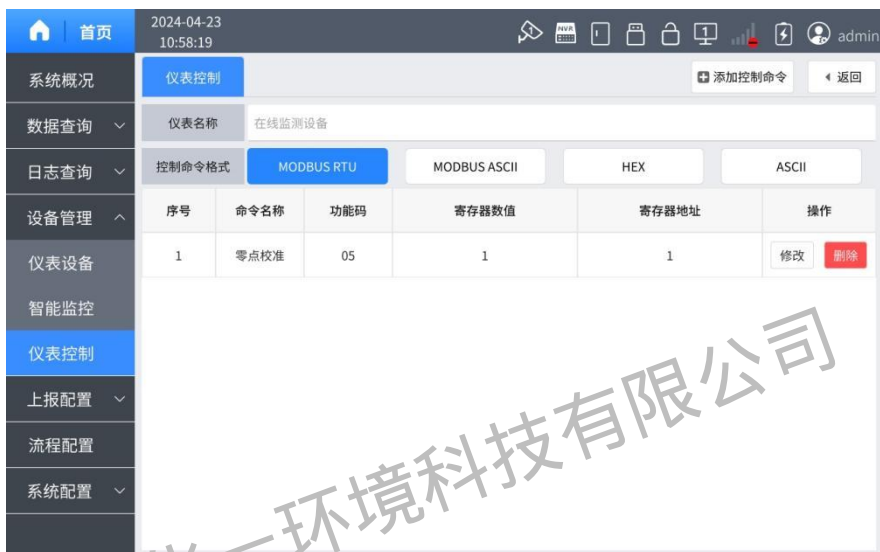 首页
2024-04-23
10:58:19
NVR
1
admin
系统概况
数据查询
日志查询
设备管理
仪表设备
智能监控
仪表控制
上报配置
流程配置
系统配置
仪表控制
添加控制命令
返回
仪表名称 在线监测设备
控制命令格式 MODBUS RTU MODBUS ASCII HEX ASCII
序号 命令名称 功能码 寄存器数值 寄存器地址 操作
1 零点校准 05 1 1 修改 删除
一环境科技有限公司